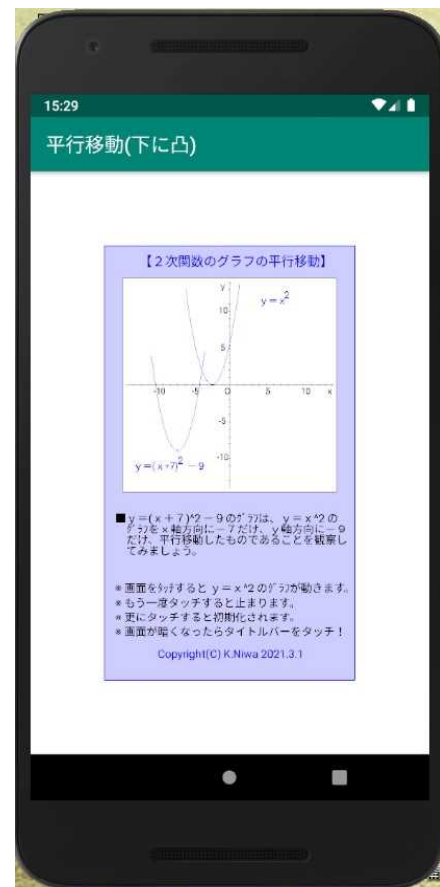 15:29
平行移動(下に凸)
【2次関数のグラフの平行移動】
y
10
y=x^2
5
-10 -5 O 5 10 x
-5
-10
y=(x+7)^2-9
■y=(x+7)^2-9のグラフは、y=x^2の
グラフをx軸方向に-7だけ、y軸方向に-9
だけ、平行移動したものであることを観察し
てみましょう。
※画面をタッチするとy=x^2のグラフが動きます。
※もう一度タッチすると止まります。
※更にタッチすると初期化されます。
※画面が暗くなったらタイトルバーをタッチ!
Copyright(C) K.Niwa 2021.3.1